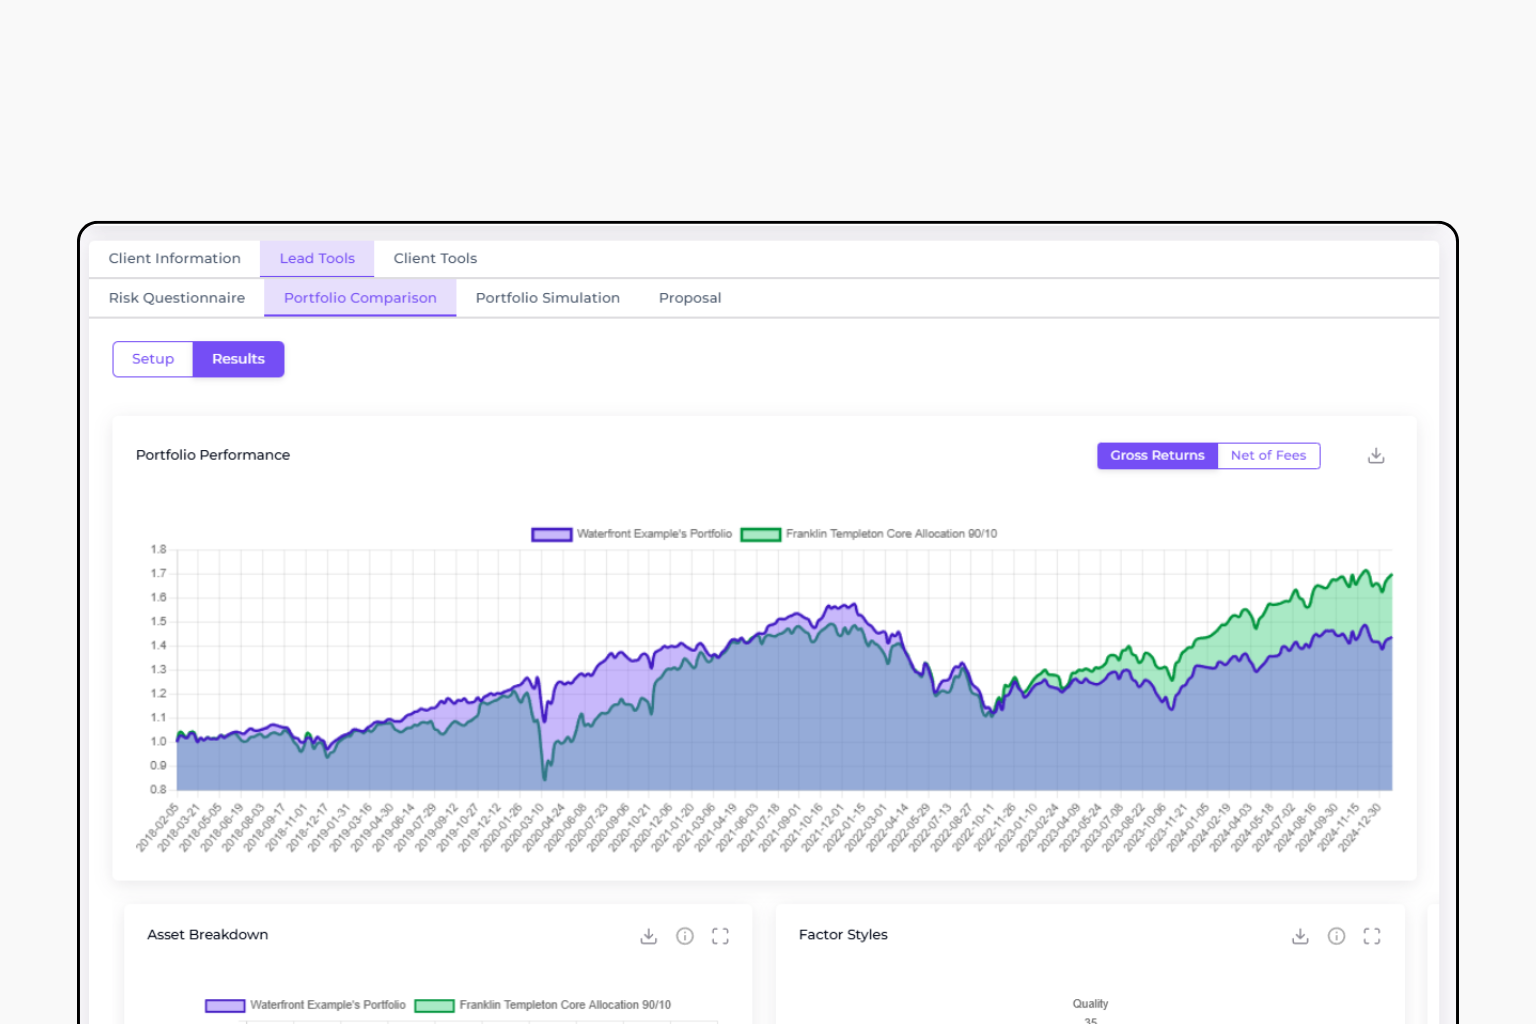 Client Information Lead Tools Client Tools
Risk Questionnaire Portfolio Comparison Portfolio Simulation Proposal
Setup Results
Portfolio Performance Gross Returns Net of Fees
Waterfront Example's Portfolio Franklin Templeton Core Allocation 90/10
1.8
1.7
1.6
1.5
1.4
1.3
1.2
1.1
1.0
0.9
0.8
2018-02-05 2018-03-21 2018-05-05 2018-06-19 2018-08-03 2018-09-17 2018-11-01 2018-12-17 2019-01-31 2019-03-16 2019-04-30 2019-06-14 2019-07-29 2019-09-12 2019-10-27 2019-12-12 2020-01-26 2020-03-10 2020-04-24 2020-06-08 2020-07-23 2020-09-06 2020-10-21 2020-12-06 2021-01-20 2021-03-06 2021-04-19 2021-06-03 2021-07-18 2021-09-01 2021-10-16 2021-12-01 2022-01-15 2022-03-01 2022-04-14 2022-05-29 2022-07-13 2022-08-27 2022-10-11 2022-11-26 2023-01-10 2023-02-24 2023-04-09 2023-05-24 2023-07-08 2023-08-22 2023-10-06 2023-11-21 2024-01-05 2024-02-19 2024-04-03 2024-05-18 2024-07-02 2024-08-16 2024-09-30 2024-11-15 2024-12-30
Asset Breakdown
Waterfront Example's Portfolio Franklin Templeton Core Allocation 90/10
Factor Styles
Quality
35